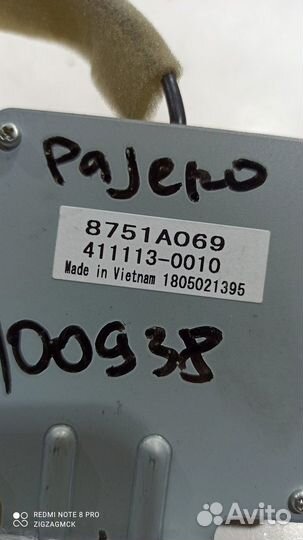 Pajero
8751A069
411113-0010
Made in Vietnam 1805021395
100938
REDMI NOTE 8 PRO
ZIGZAGMCK
Avito